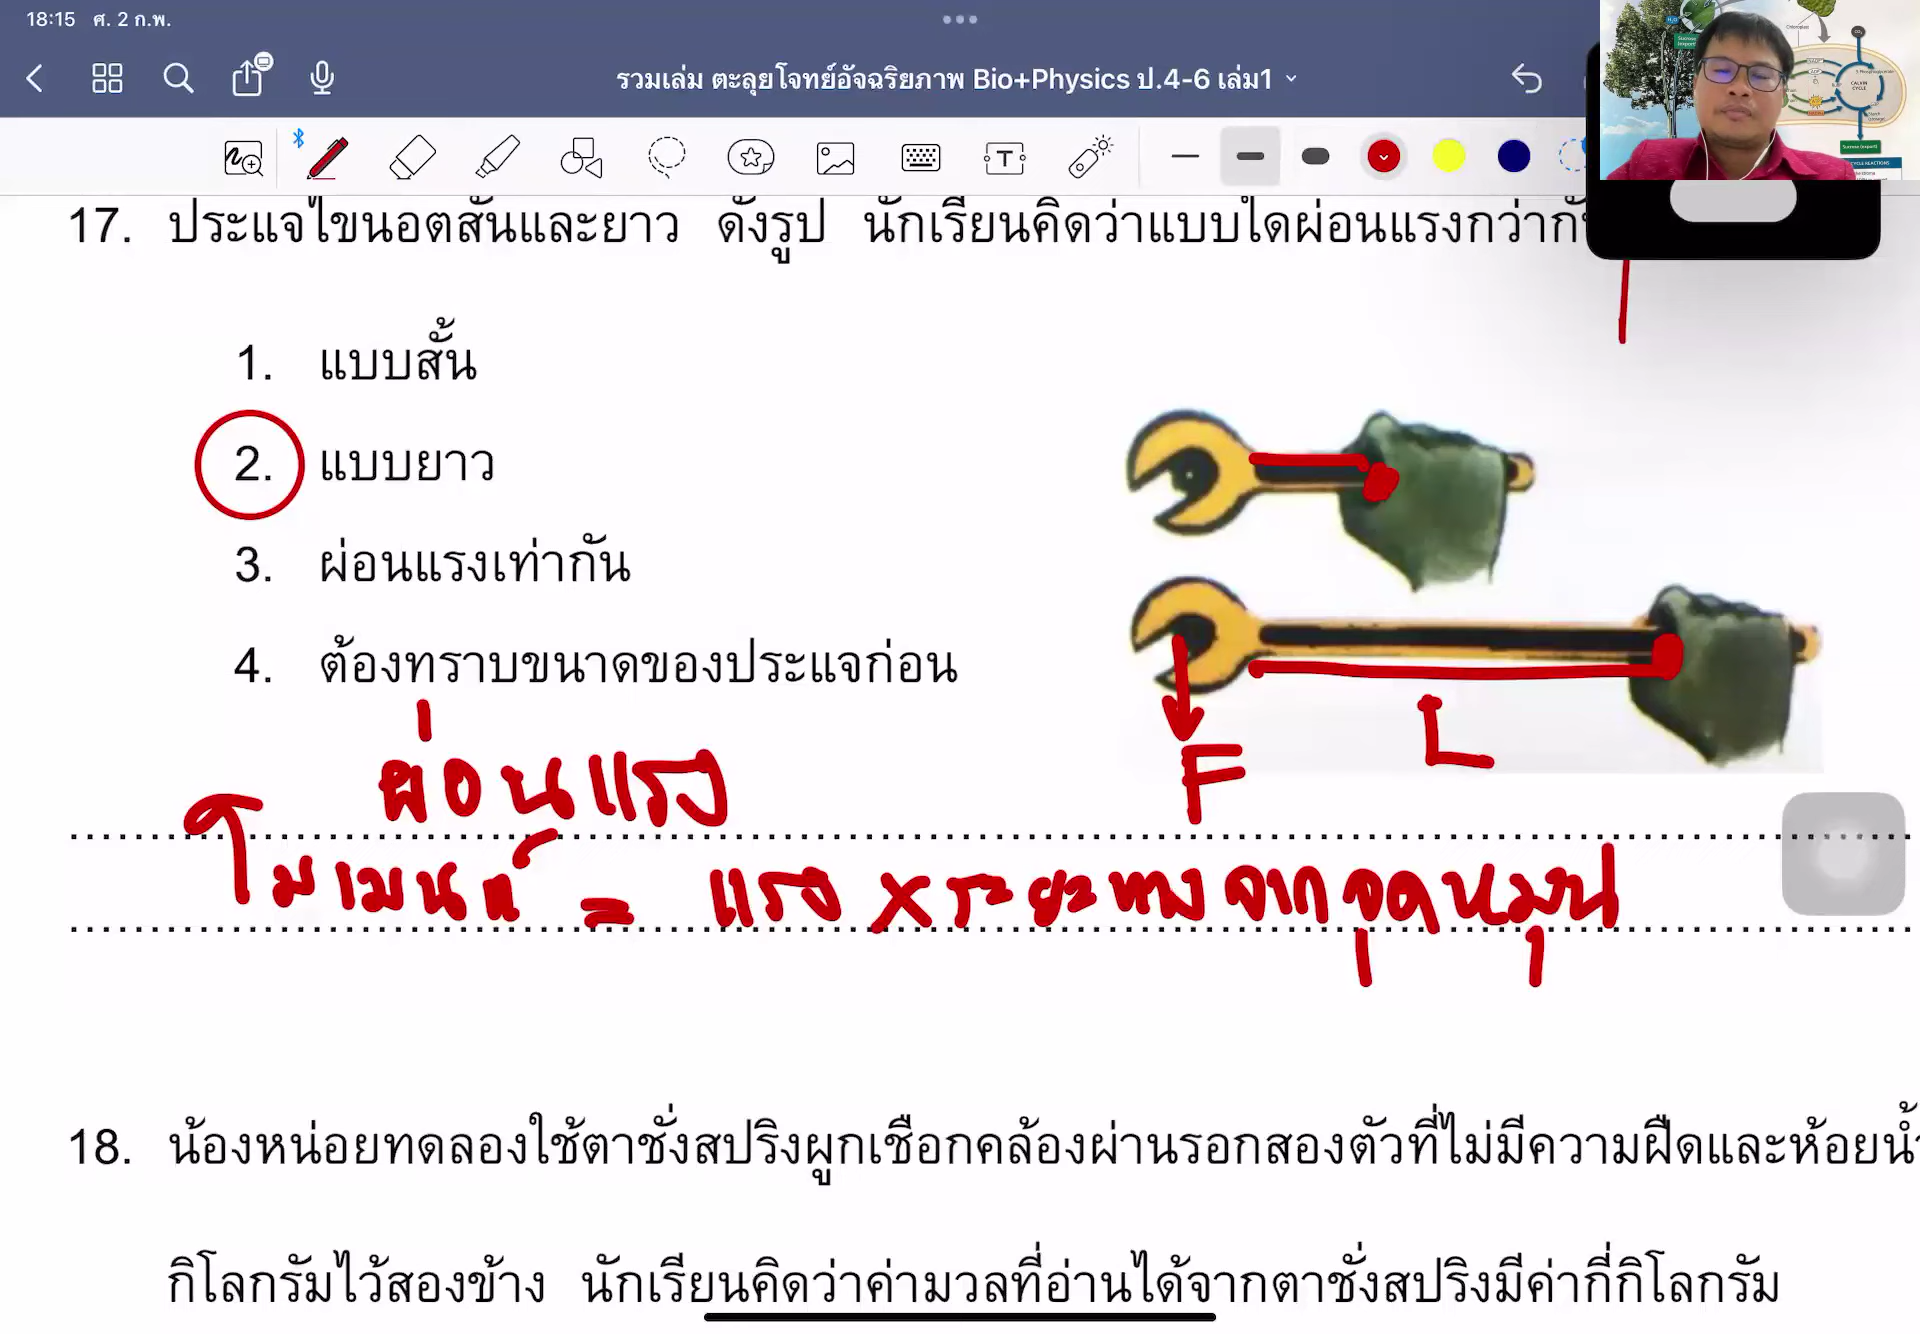 18:15 ศ. 2 ก.พ.
รวมเล่ม ตะลุยโจทย์อัจฉริยภาพ Bio+Physics ป.4-6 เล่ม1
17. ประแจไขนอตสั้นและยาว ดังรูป นักเรียนคิดว่าแบบใดผ่อนแรงกว่ากัน
1. แบบสั้น
2. แบบยาว
3. ผ่อนแรงเท่ากัน
4. ต้องทราบขนาดของประแจก่อน
ผ่อนแรง
F
L
โมเมนต์ = แรง x ระยะทางจากจุดหมุน
18. น้องหน่อยทดลองใช้ตาชั่งสปริงผูกเชือกคล้องผ่านรอกสองตัวที่ไม่มีความฝืดและห้อย
กิโลกรัมไว้สองข้าง นักเรียนคิดว่าค่ามวลที่อ่านได้จากตาชั่งสปริงมีค่ากี่กิโลกรัม